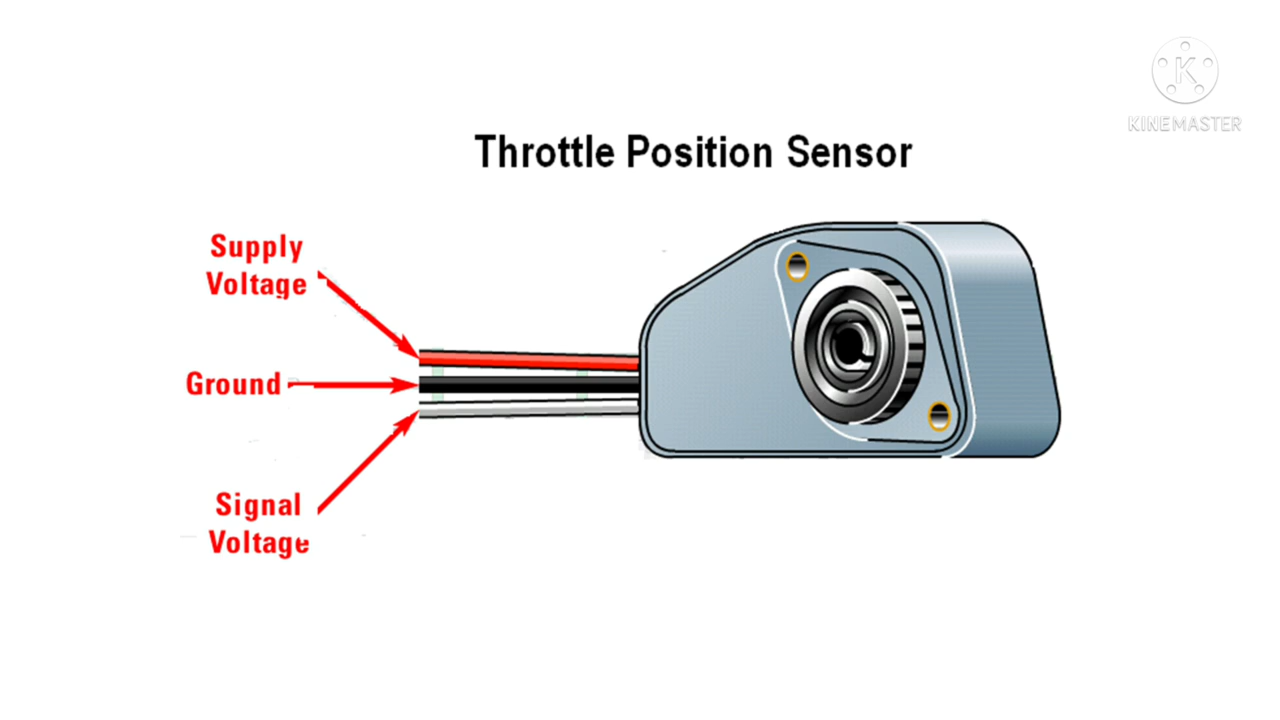 K
KINEMASTER
Throttle Position Sensor
Supply
Voltage
Ground
Signal
Voltage